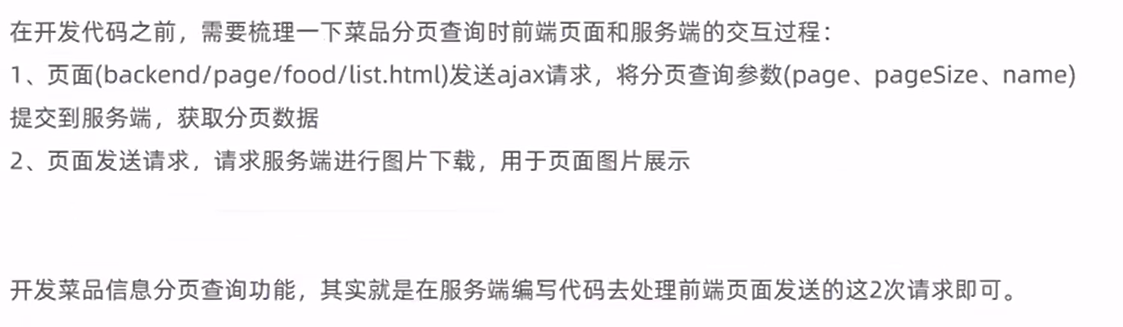 在开发代码之前，需要梳理一下菜品分页查询时前端页面和服务端的交互过程：
1、页面(backend/page/food/list.html)发送ajax请求，将分页查询参数(page、pageSize、name)
提交到服务端，获取分页数据
2、页面发送请求，请求服务端进行图片下载，用于页面图片展示
开发菜品信息分页查询功能，其实就是在服务端编写代码去处理前端页面发送的这2次请求即可。